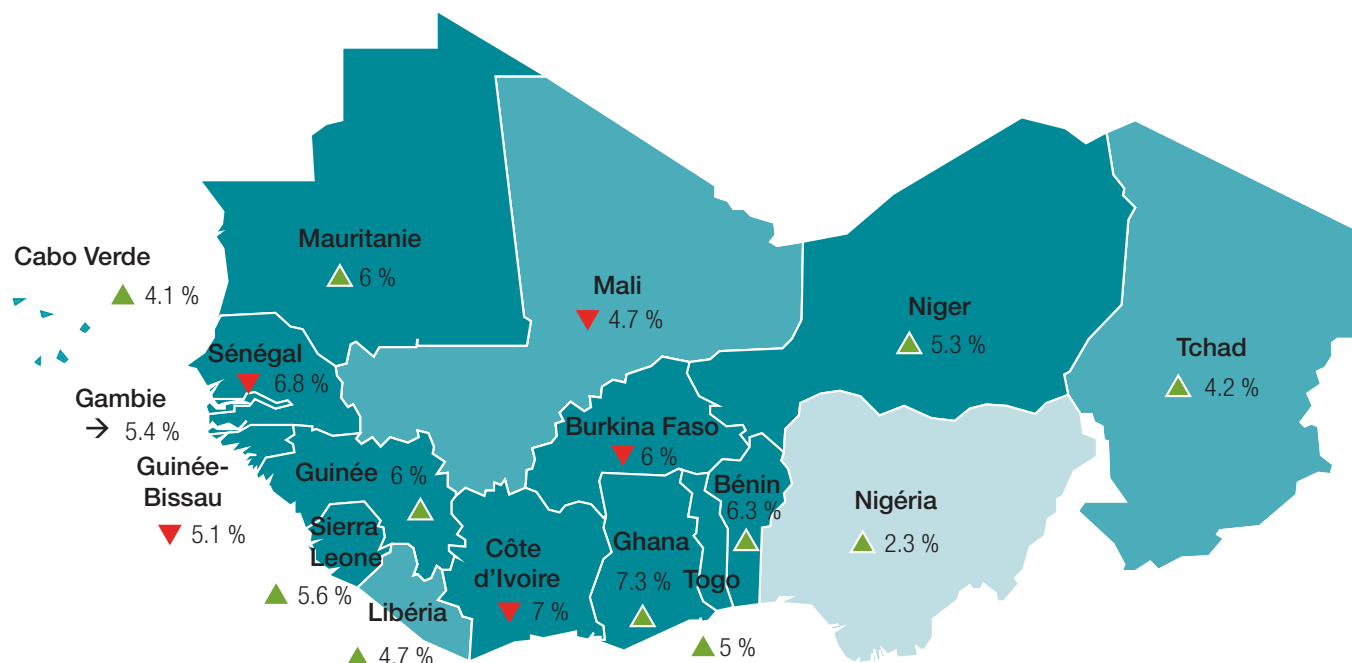 Mauritanie
6 %
Cabo Verde
4.1 %
Mali
4.7 %
Niger
5.3 %
Tchad
4.2 %
Sénégal
6.8 %
Gambie
→ 5.4 %
Burkina Faso
6 %
Guinée-
Bissau
5.1 %
Guinée 6 %
Bénin
6.3 %
Nigéria
2.3 %
Sierra
Leone
5.6 %
Côte
d'Ivoire
7 %
Ghana
7.3 %
Togo
5 %
Libéria
4.7 %